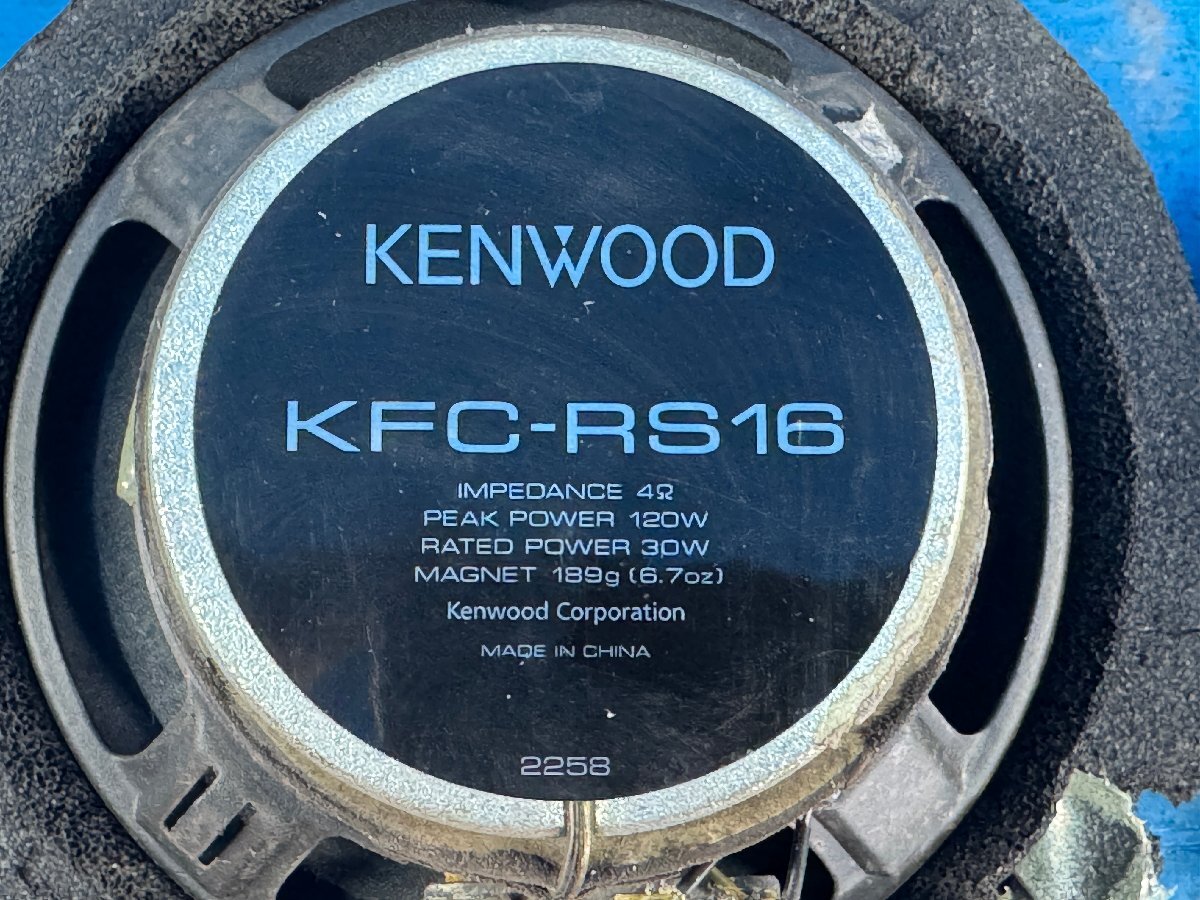 KENWOOD
KFC-RS16
IMPEDANCE 4Ω
PEAK POWER 120W
RATED POWER 30W
MAGNET 189g (6.7oz)
Kenwood Corporation
MADE IN CHINA
2258